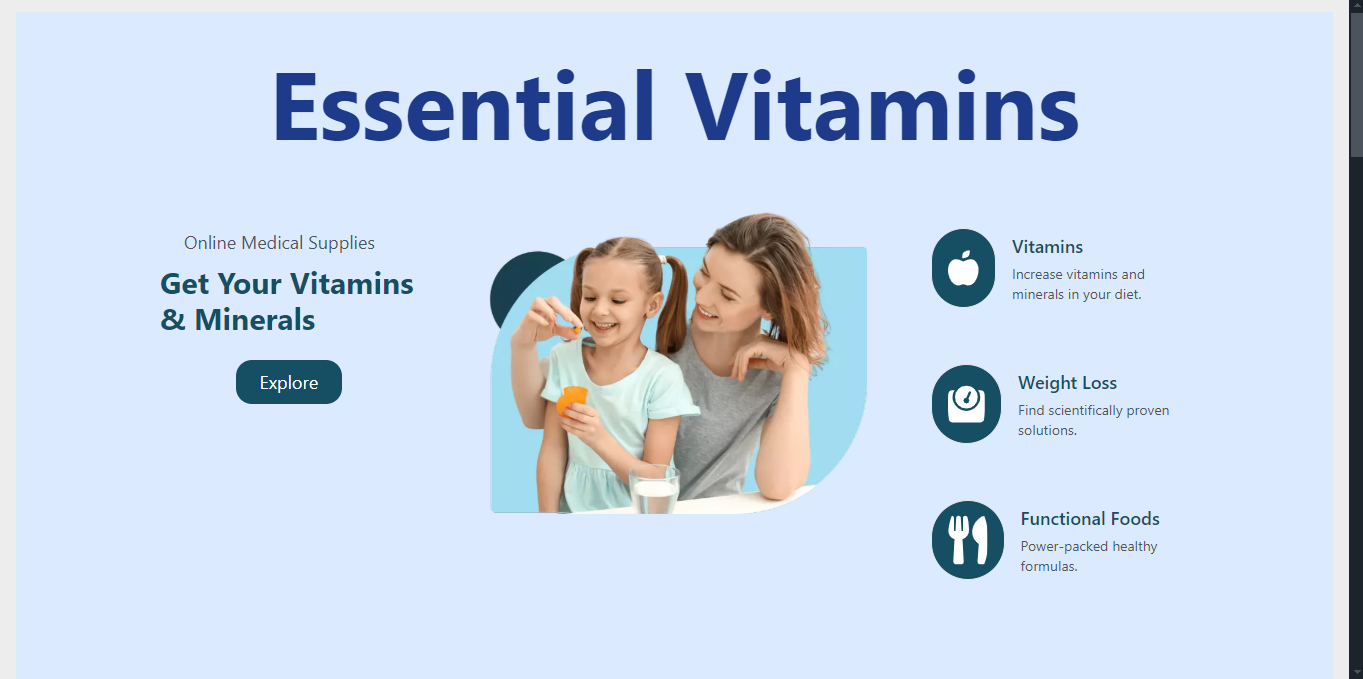 Essential Vitamins
Online Medical Supplies
Get Your Vitamins
& Minerals
Explore
Vitamins
Increase vitamins and
minerals in your diet.
Weight Loss
Find scientifically proven
solutions.
Functional Foods
Power-packed healthy
formulas.